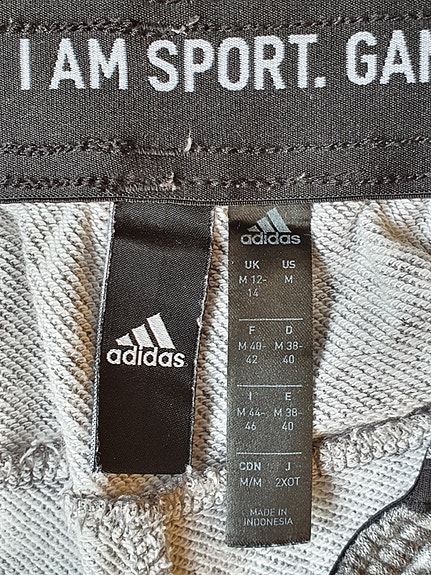 I AM SPORT. GAM
adidas
adidas
UK US
M 12- M
14
F D
M 40- M 38-
42 40
I E
M 44- M 38-
46 40
CDN J
M/M 2XOT
MADE IN
INDONESIA